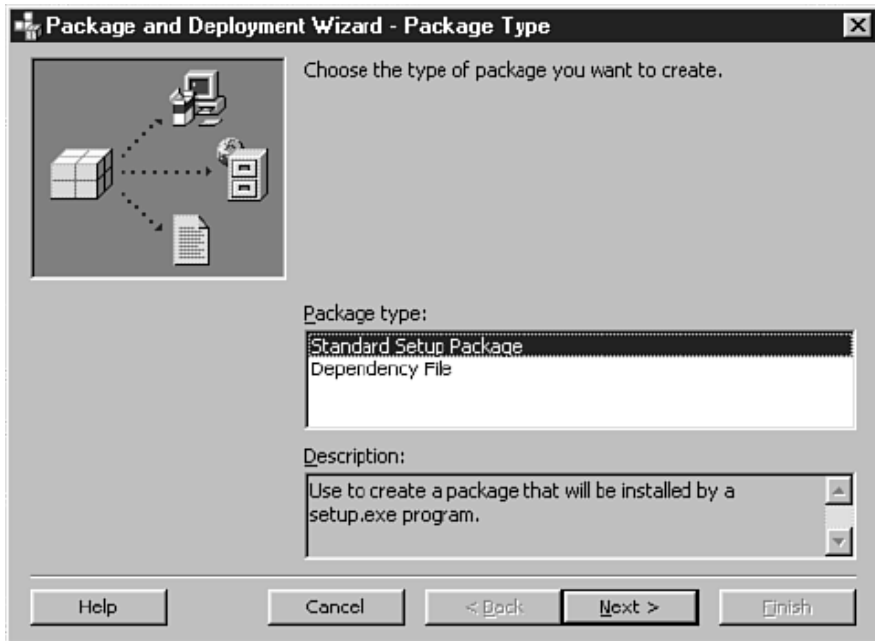 Package and Deployment Wizard - Package Type
Choose the type of package you want to create.
Package type:
Standard Setup Package
Dependency File
Description:
Use to create a package that will be installed by a
setup.exe program.
Help
Cancel
< Back
Next >
Finish